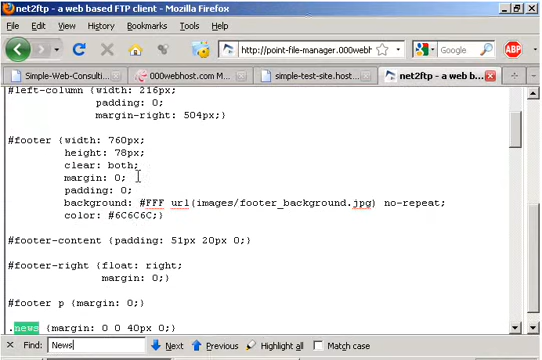 net2ftp - a web based FTP client - Mozilla Firefox
File Edit View History Bookmarks Tools Help
http://point-file-manager.000webh
Google
ABP
Simple-Web-Consulti...
000webhost.com M...
simple-test-site.host...
net2ftp - a web b...
#left-column {width: 216px;
padding: 0;
margin-right: 504px;}
#footer {width: 760px;
height: 78px;
clear: both;
margin: 0;
padding: 0;
background: #FFF url(images/footer_background.jpg) no-repeat;
color: #6C6C6C;}
#footer-content {padding: 51px 20px 0;}
#footer-right {float: right;
margin: 0;}
#footer p {margin: 0;}
.news {margin: 0 0 40px 0;}
Find: News Next Previous Highlight all Match case